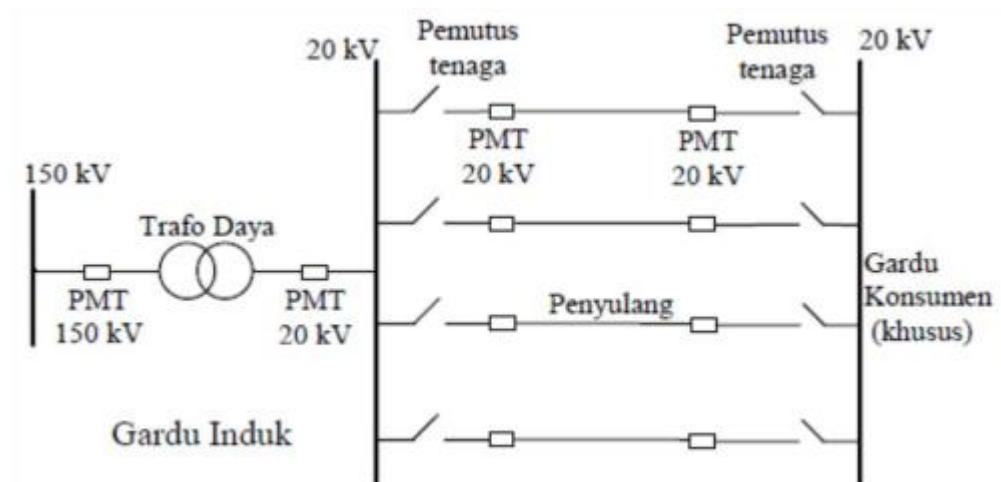 20 kV
Pemutus
tenaga
Pemutus
tenaga
20 kV
PMT
20 kV
PMT
20 kV
150 kV
Trafo Daya
PMT
150 kV
PMT
20 kV
Penyulang
Gardu
Konsumen
(khusus)
Gardu Induk